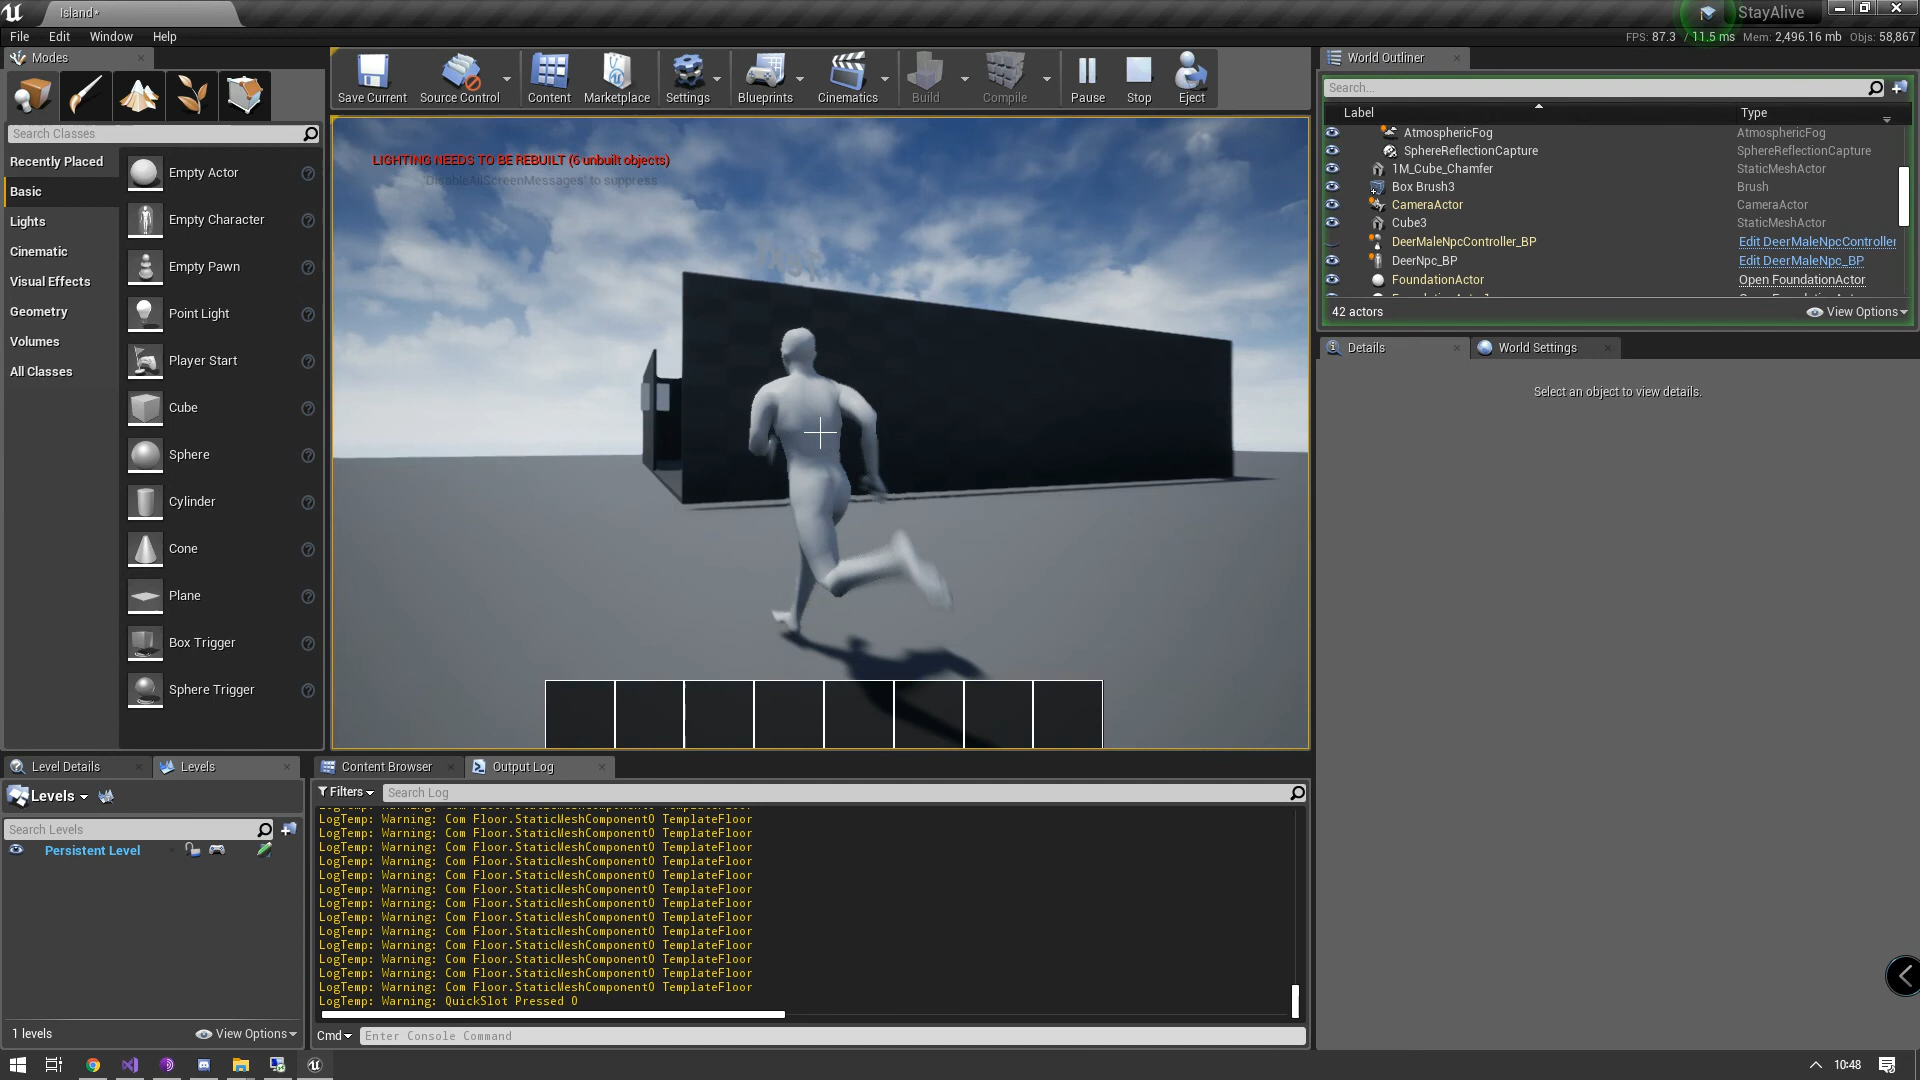 Island*
StayAlive
File Edit Window Help
FPS: 87.3 / 11.5 ms Mem: 2,496.16 mb Objs: 58,867
Modes
Search Classes
Recently Placed
Basic
Lights
Cinematic
Visual Effects
Geometry
Volumes
All Classes
Empty Actor
Empty Character
Empty Pawn
Point Light
Player Start
Cube
Sphere
Cylinder
Cone
Plane
Box Trigger
Sphere Trigger
Save Current Source Control Content Marketplace Settings Blueprints Cinematics Build Compile Pause Stop Eject
LIGHTING NEEDS TO BE REBUILT (6 unbuilt objects)
'DisableAllScreenMessages' to suppress
World Outliner
Search...
Label Type
AtmosphericFog AtmosphericFog
SphereReflectionCapture SphereReflectionCapture
1M_Cube_Chamfer StaticMeshActor
Box Brush3 Brush
CameraActor CameraActor
Cube3 StaticMeshActor
DeerMaleNpcController_BP Edit DeerMaleNpcController
DeerNpc_BP Edit DeerMaleNpc_BP
FoundationActor Open FoundationActor
42 actors View Options
Details World Settings
Select an object to view details.
Level Details Levels
Levels
Search Levels
Persistent Level
1 levels View Options
Content Browser Output Log
Filters Search Log
LogTemp: Warning: Com Floor.StaticMeshComponent0 TemplateFloor
LogTemp: Warning: Com Floor.StaticMeshComponent0 TemplateFloor
LogTemp: Warning: Com Floor.StaticMeshComponent0 TemplateFloor
LogTemp: Warning: Com Floor.StaticMeshComponent0 TemplateFloor
LogTemp: Warning: Com Floor.StaticMeshComponent0 TemplateFloor
LogTemp: Warning: Com Floor.StaticMeshComponent0 TemplateFloor
LogTemp: Warning: Com Floor.StaticMeshComponent0 TemplateFloor
LogTemp: Warning: Com Floor.StaticMeshComponent0 TemplateFloor
LogTemp: Warning: Com Floor.StaticMeshComponent0 TemplateFloor
LogTemp: Warning: Com Floor.StaticMeshComponent0 TemplateFloor
LogTemp: Warning: Com Floor.StaticMeshComponent0 TemplateFloor
LogTemp: Warning: Com Floor.StaticMeshComponent0 TemplateFloor
LogTemp: Warning: Com Floor.StaticMeshComponent0 TemplateFloor
LogTemp: Warning: QuickSlot Pressed 0
Cmd Enter Console Command
10:48